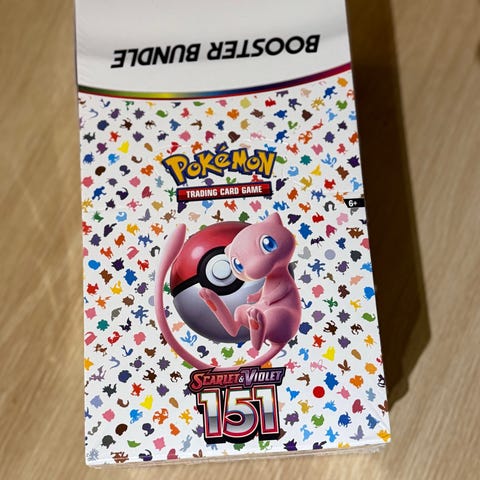 BOOSTER BUNDLE
POKéMON
TRADING CARD GAME
6+
SCARLET & VIOLET
151